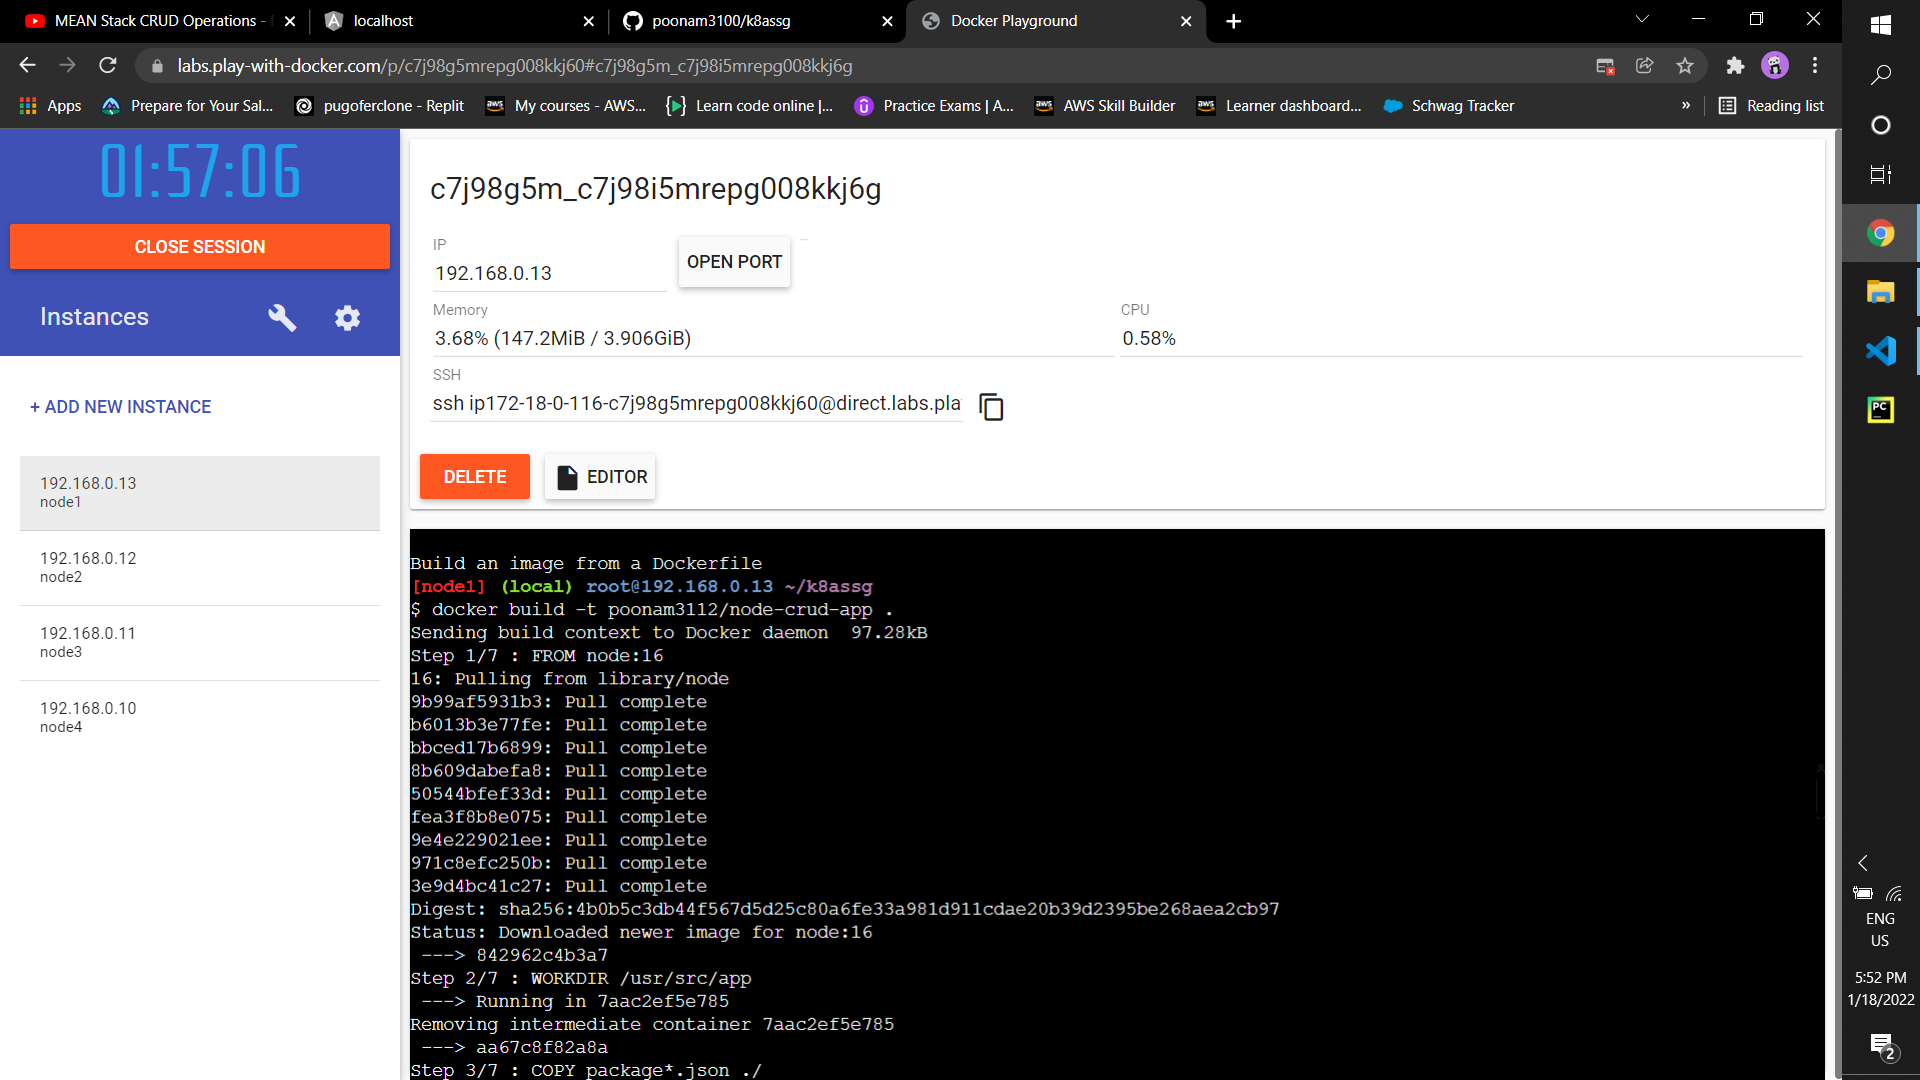 MEAN Stack CRUD Operations -
localhost
poonam3100/k8assg
Docker Playground
labs.play-with-docker.com/p/c7j98g5mrepg008kkj60#c7j98g5m_c7j98i5mrepg008kkj6g
Apps
Prepare for Your Sal...
pugoferclone - Replit
aws
My courses - AWS...
Learn code online |...
Practice Exams | A...
aws
AWS Skill Builder
aws
Learner dashboard...
Schwag Tracker
»
Reading list
01:57:06
CLOSE SESSION
Instances
+ ADD NEW INSTANCE
192.168.0.13
node1
192.168.0.12
node2
192.168.0.11
node3
192.168.0.10
node4
c7j98g5m_c7j98i5mrepg008kkj6g
IP
192.168.0.13
OPEN PORT
Memory
3.68% (147.2MiB / 3.906GiB)
CPU
0.58%
SSH
ssh ip172-18-0-116-c7j98g5mrepg008kkj60@direct.labs.pla
DELETE
EDITOR
Build an image from a Dockerfile
[node1] (local) root@192.168.0.13 ~/k8assg
$ docker build -t poonam3112/node-crud-app .
Sending build context to Docker daemon  97.28kB
Step 1/7 : FROM node:16
16: Pulling from library/node
9b99af5931b3: Pull complete
b6013b3e77fe: Pull complete
bbced17b6899: Pull complete
8b609dabefa8: Pull complete
50544bfef33d: Pull complete
fea3f8b8e075: Pull complete
9e4e229021ee: Pull complete
971c8efc250b: Pull complete
3e9d4bc41c27: Pull complete
Digest: sha256:4b0b5c3db44f567d5d25c80a6fe33a981d911cdae20b39d2395be268aea2cb97
Status: Downloaded newer image for node:16
 ---> 842962c4b3a7
Step 2/7 : WORKDIR /usr/src/app
 ---> Running in 7aac2ef5e785
Removing intermediate container 7aac2ef5e785
 ---> aa67c8f82a8a
Step 3/7 : COPY package*.json ./
PC
ENG
US
5:52 PM
1/18/2022
2